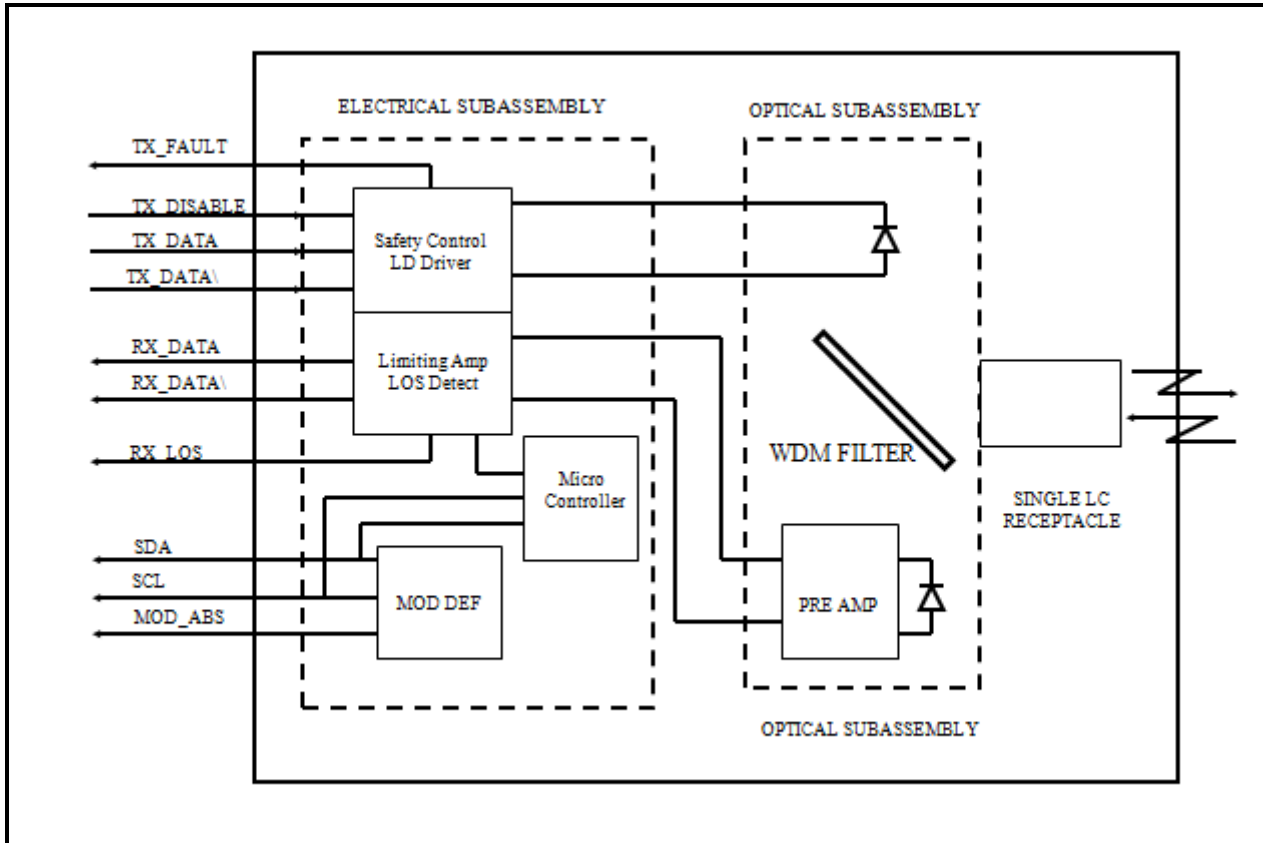 ELECTRICAL SUBASSEMBLY
OPTICAL SUBASSEMBLY
TX_FAULT
TX_DISABLE
TX_DATA
TX_DATA\
RX_DATA
RX_DATA\
RX_LOS
SDA
SCL
MOD_ABS
Safety Control
LD Driver
Limiting Amp
LOS Detect
Micro
Controller
MOD DEF
WDM FILTER
PRE AMP
SINGLE LC
RECEPTACLE
OPTICAL SUBASSEMBLY